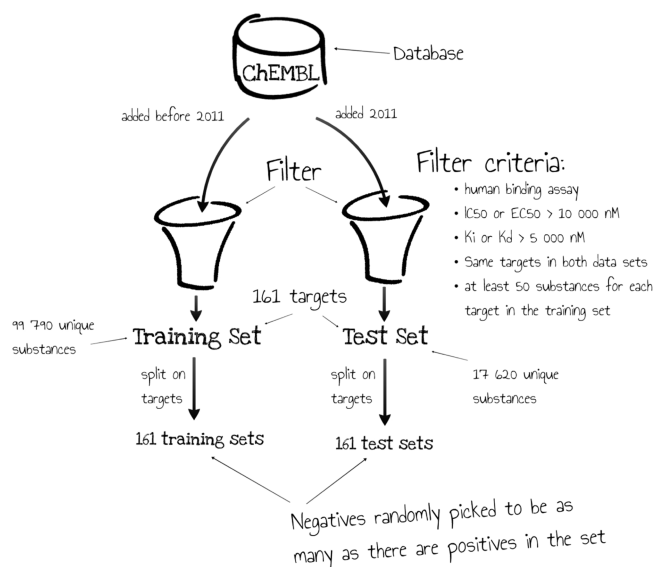 ChEMBL
Database
added before 2011
added 2011
Filter
Filter criteria:
• human binding assay
• IC50 or EC50 > 10 000 nM
• Ki or Kd > 5 000 nM
• Same targets in both data sets
• at least 50 substances for each
target in the training set
161 targets
99 790 unique
substances
Training Set
Test Set
split on
targets
split on
targets
17 620 unique
substances
161 training sets
161 test sets
Negatives randomly picked to be as
many as there are positives in the set